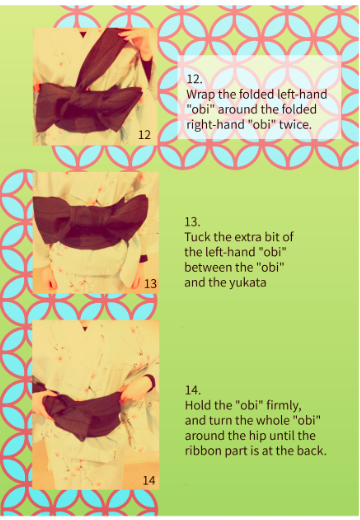 12.
Wrap the folded left-hand
"obi" around the folded
right-hand "obi" twice.
12
13.
Tuck the extra bit of
the left-hand "obi"
between the "obi"
and the yukata
13
14.
Hold the "obi" firmly,
and turn the whole "obi"
around the hip until the
ribbon part is at the back.
14